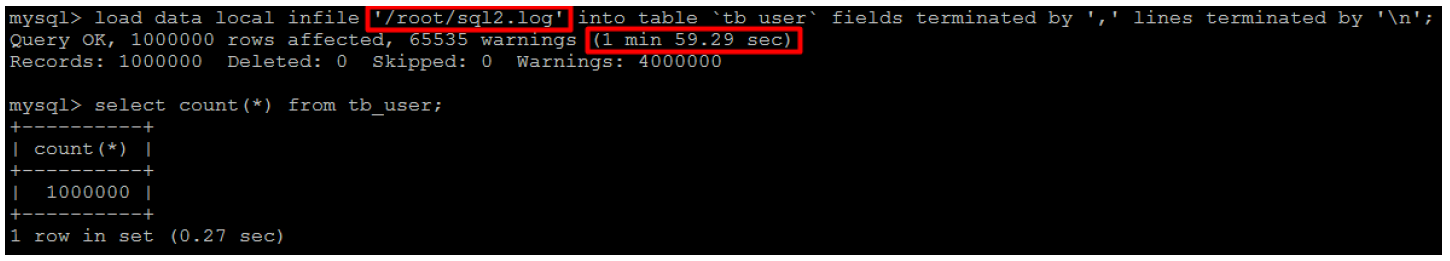 mysql> load data local infile '/root/sql2.log' into table `tb_user` fields terminated by ',' lines terminated by '\n';
Query OK, 1000000 rows affected, 65535 warnings (1 min 59.29 sec)
Records: 1000000  Deleted: 0  Skipped: 0  Warnings: 4000000
mysql> select count(*) from tb_user;
+----------+
| count(*) |
+----------+
|  1000000 |
+----------+
1 row in set (0.27 sec)